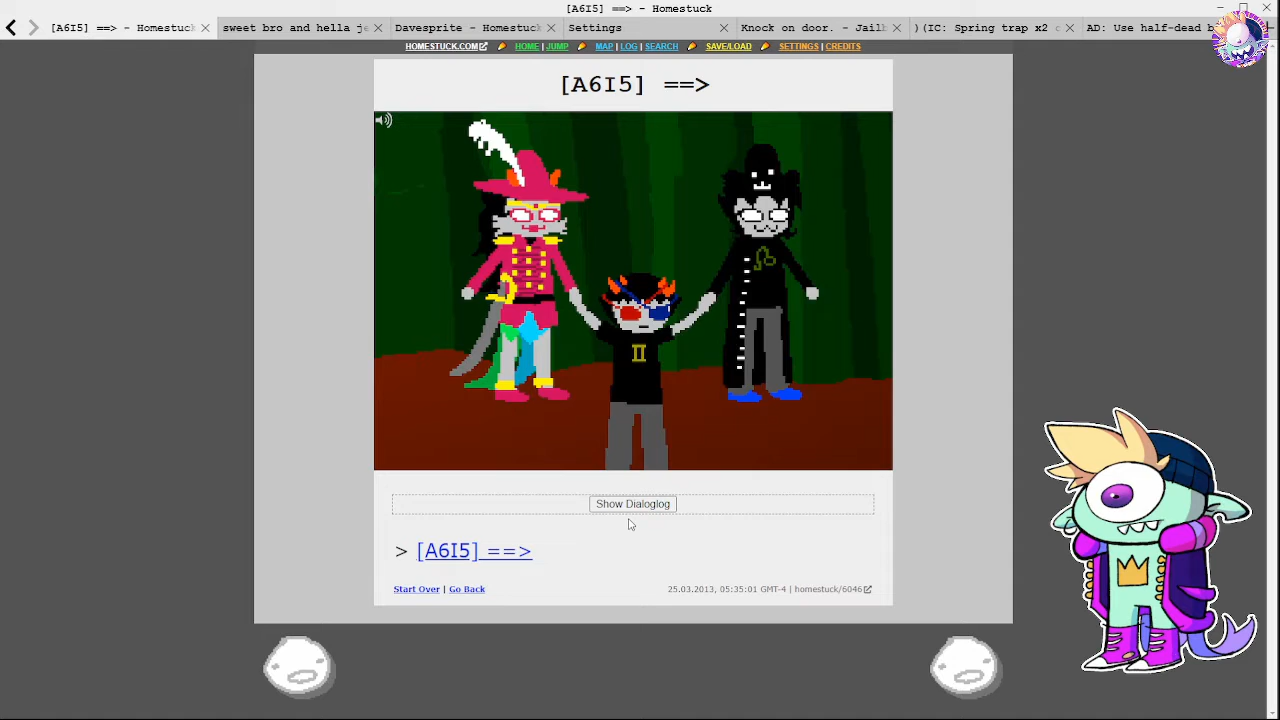 [A6I5] ==> - Homestuck
[A6I5] ==> - Homestuck
sweet bro and hella je
Davesprite - Homestuck
Settings
Knock on door. - Jailb
)(IC: Spring trap x2 c
AD: Use half-dead b
HOMESTUCK.COM HOME | JUMP MAP | LOG | SEARCH SAVE/LOAD SETTINGS | CREDITS
[A6I5] ==>
II
Show Dialoglog
> [A6I5] ==>
Start Over | Go Back
25.03.2013, 05:35:01 GMT-4 | homestuck/6046